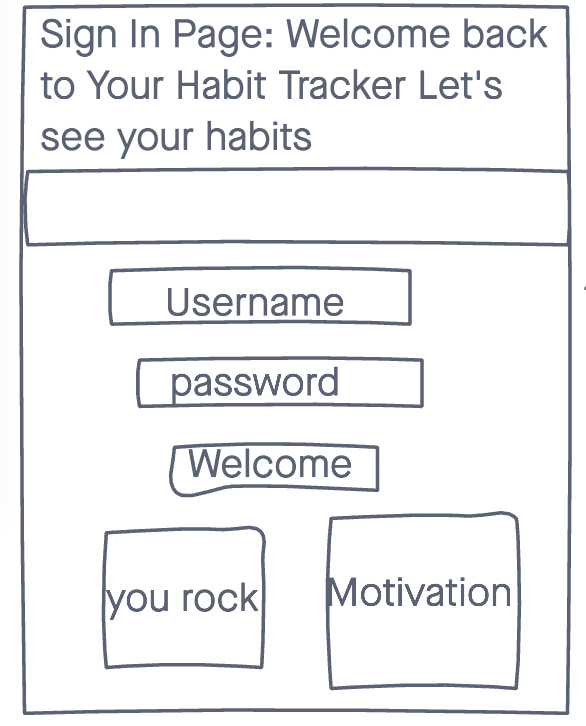 Sign In Page: Welcome back
to Your Habit Tracker Let's
see your habits
Username
password
Welcome
you rock
Motivation